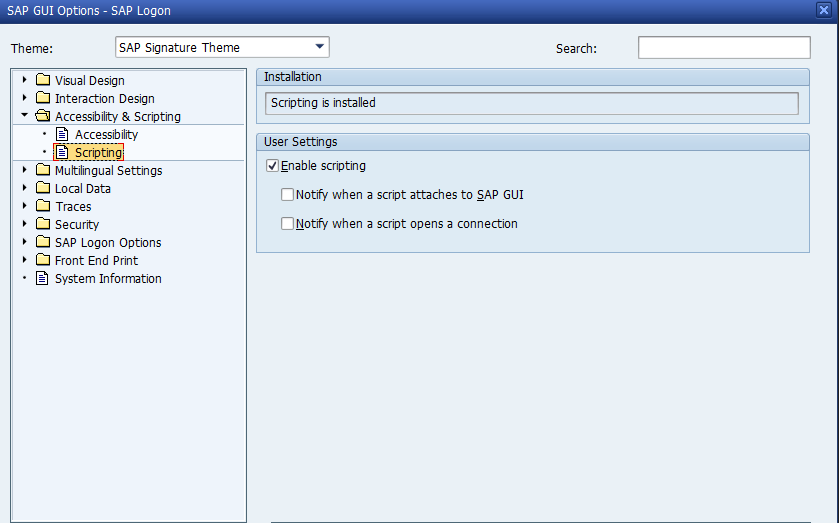 SAP GUI Options - SAP Logon
Theme: SAP Signature Theme Search:
Visual Design
Interaction Design
Accessibility & Scripting
Accessibility
Scripting
Multilingual Settings
Local Data
Traces
Security
SAP Logon Options
Front End Print
System Information
Installation
Scripting is installed
User Settings
Enable scripting
Notify when a script attaches to SAP GUI
Notify when a script opens a connection